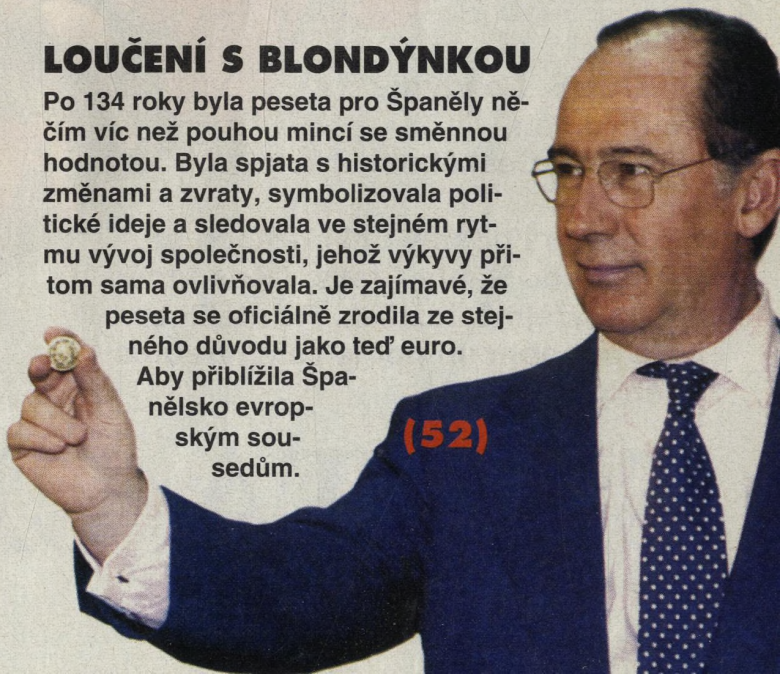 LOUČENÍ S BLONDÝNKOU
Po 134 roky byla peseta pro Španěly ně-
čím víc než pouhou mincí se směnnou
hodnotou. Byla spjata s historickými
změnami a zvraty, symbolizovala poli-
tické ideje a sledovala ve stejném ryt-
mu vývoj společnosti, jehož výkyvy při-
tom sama ovlivňovala. Je zajímavé, že
peseta se oficiálně zrodila ze stej-
ného důvodu jako teď euro.
Aby přiblížila Špa-
nělsko evrop-
ským sou-
sedům.
(52)